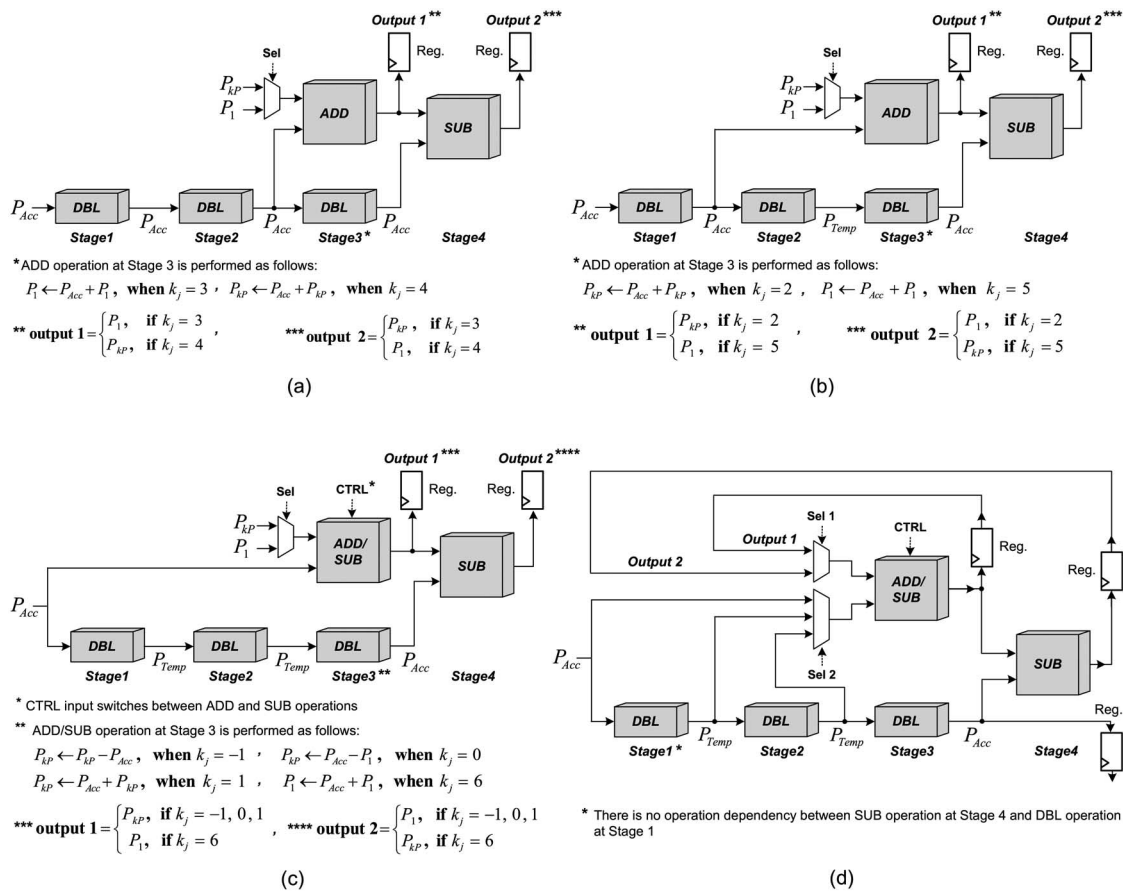 Output 1** Output 2***
Reg. Reg.
Sel
P_kP
P_1
ADD
SUB
P_Acc DBL P_Acc DBL P_Acc DBL P_Acc
Stage1 Stage2 Stage3* Stage4
* ADD operation at Stage 3 is performed as follows:
P_1 ← P_Acc + P_1, when k_j = 3, P_kP ← P_Acc + P_kP, when k_j = 4
** output 1 = { P_1, if k_j = 3
P_kP, if k_j = 4 ,
*** output 2 = { P_kP, if k_j = 3
P_1, if k_j = 4
(a)
Output 1** Output 2***
Reg. Reg.
Sel
P_kP
P_1
ADD
SUB
P_Acc DBL P_Acc DBL P_Temp DBL P_Acc
Stage1 Stage2 Stage3* Stage4
* ADD operation at Stage 3 is performed as follows:
P_kP ← P_Acc + P_kP, when k_j = 2, P_1 ← P_Acc + P_1, when k_j = 5
** output 1 = { P_kP, if k_j = 2
P_1, if k_j = 5 ,
*** output 2 = { P_1, if k_j = 2
P_kP, if k_j = 5
(b)
Output 1*** Output 2****
Reg. Reg.
Sel
CTRL*
P_kP
P_1
ADD/
SUB
SUB
P_Acc
DBL P_Temp DBL P_Temp DBL P_Acc
Stage1 Stage2 Stage3** Stage4
* CTRL input switches between ADD and SUB operations
** ADD/SUB operation at Stage 3 is performed as follows:
P_kP ← P_kP − P_Acc, when k_j = −1, P_kP ← P_Acc − P_1, when k_j = 0
P_kP ← P_Acc + P_kP, when k_j = 1, P_1 ← P_Acc + P_1, when k_j = 6
*** output 1 = { P_kP, if k_j = −1, 0, 1
P_1, if k_j = 6 ,
**** output 2 = { P_1, if k_j = −1, 0, 1
P_kP, if k_j = 6
(c)
Sel 1
CTRL
Output 1
Output 2
Reg.
Reg.
ADD/
SUB
SUB
Sel 2
P_Acc
Reg.
DBL P_Temp DBL P_Temp DBL P_Acc
Stage1* Stage2 Stage3 Stage4
* There is no operation dependency between SUB operation at Stage 4 and DBL operation
at Stage 1
(d)